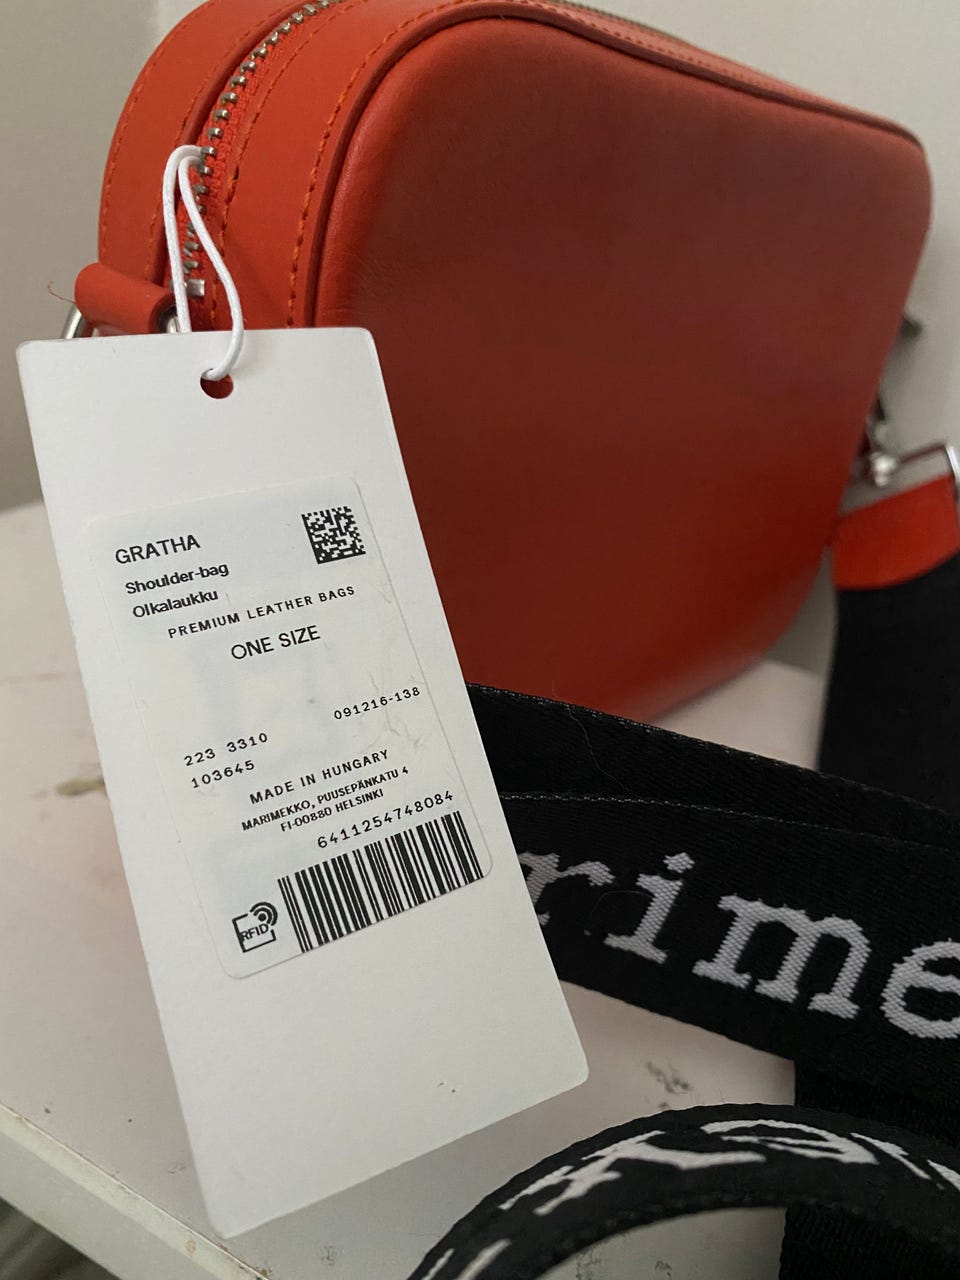 GRATHA
Shoulder-bag
Olkalaukku
PREMIUM LEATHER BAGS
ONE SIZE
091216-138
223 3310
103645
MADE IN HUNGARY
MARIMEKKO, PUUSEPÄNKATU 4
FI-00880 HELSINKI
6411254748084
RFID
rime